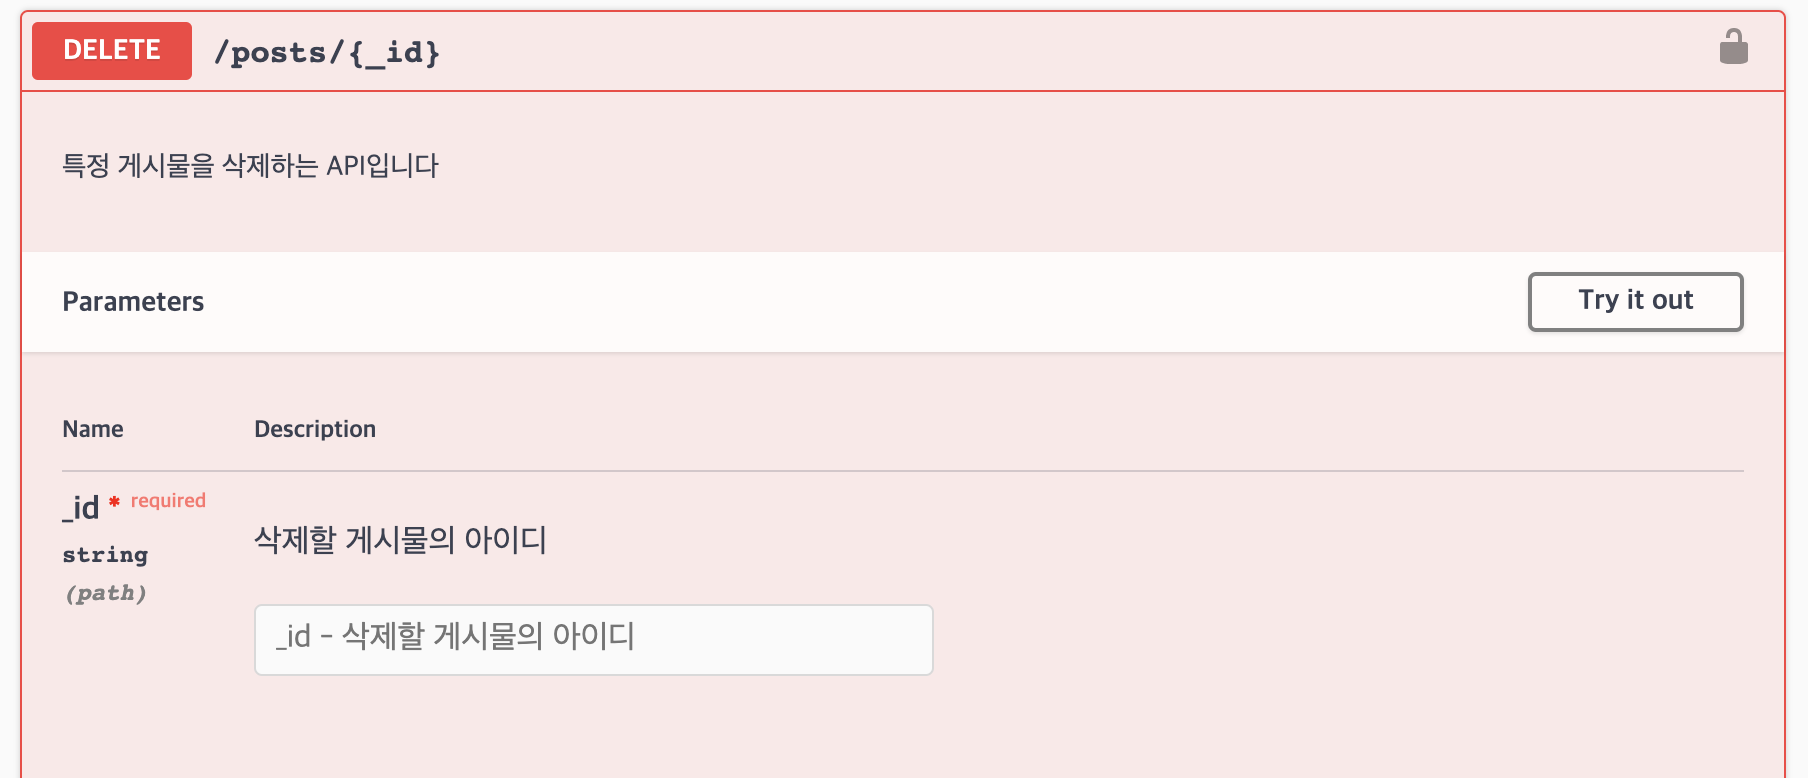 DELETE /posts/{_id}
특정 게시물을 삭제하는 API입니다
Parameters Try it out
Name Description
_id * required
string
(path)
삭제할 게시물의 아이디
_id - 삭제할 게시물의 아이디